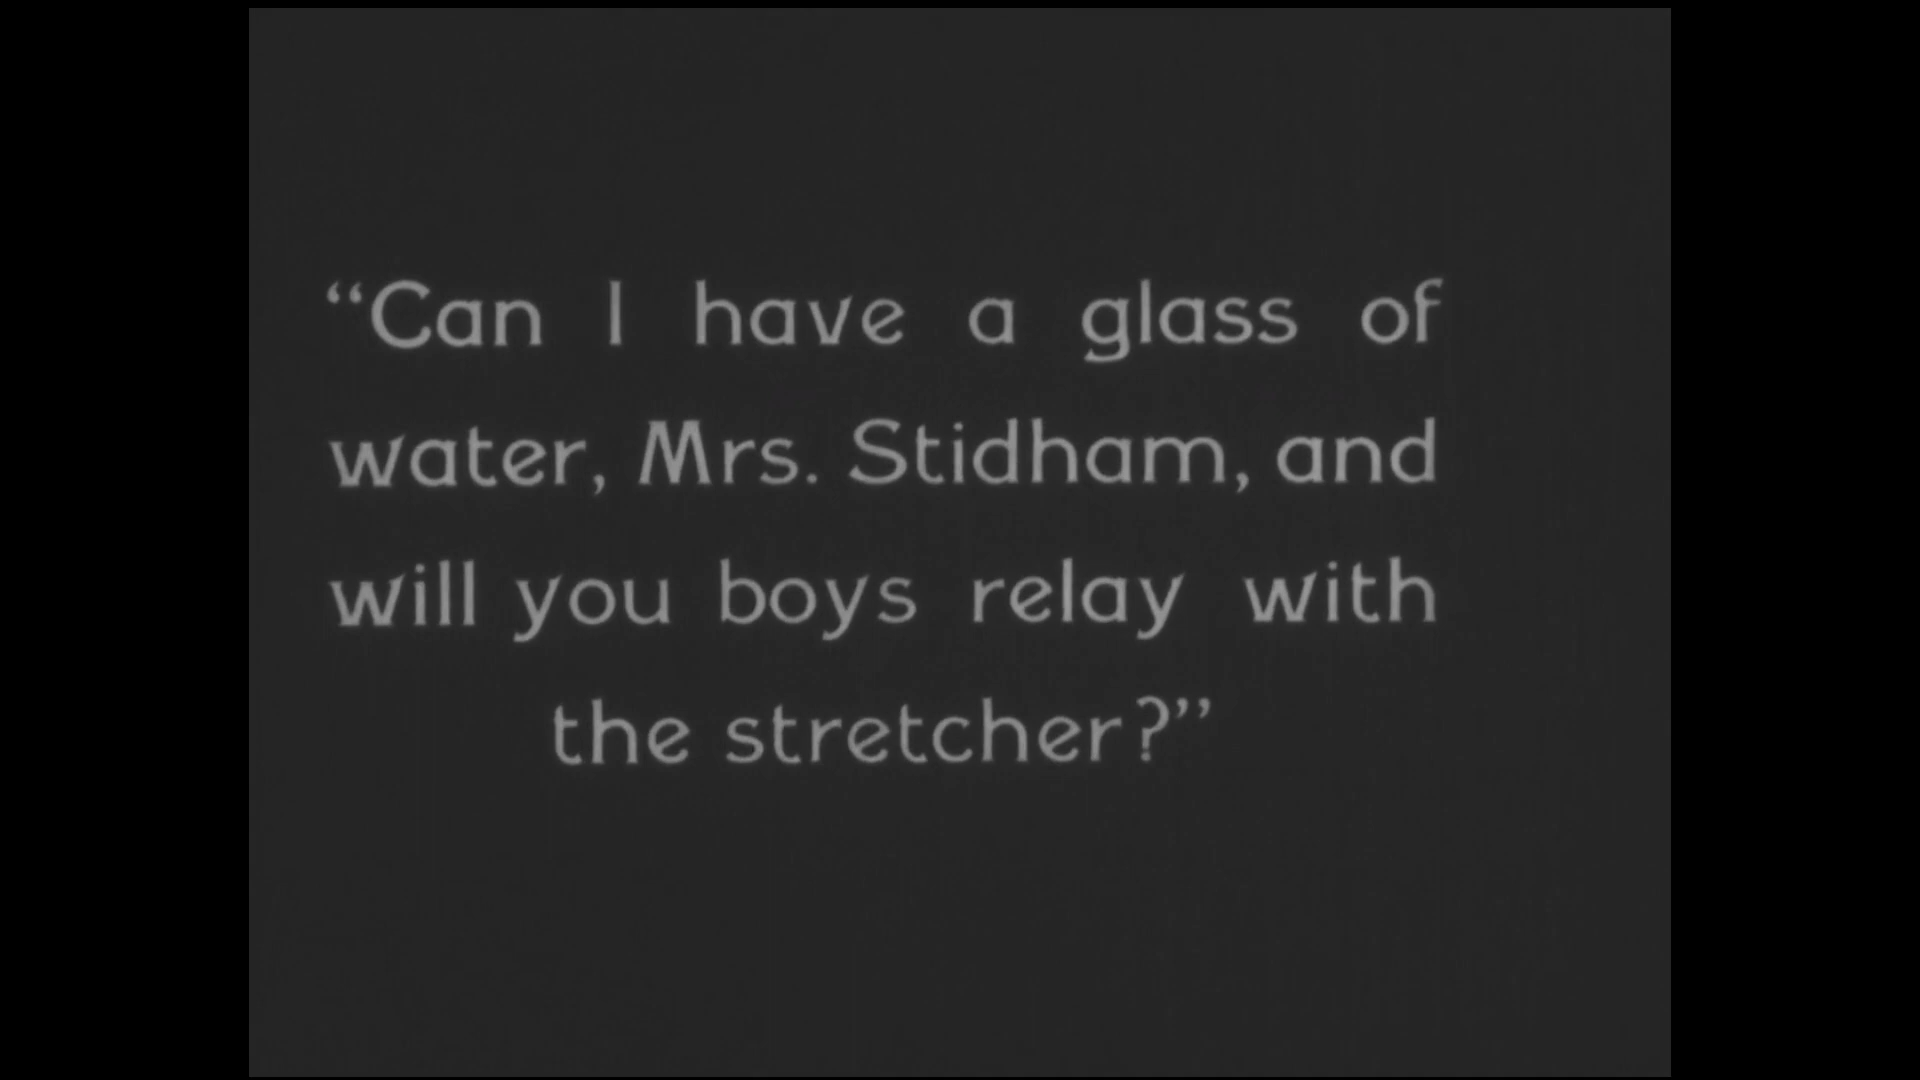 “Can I have a glass of
water, Mrs. Stidham, and
will you boys relay with
the stretcher?”